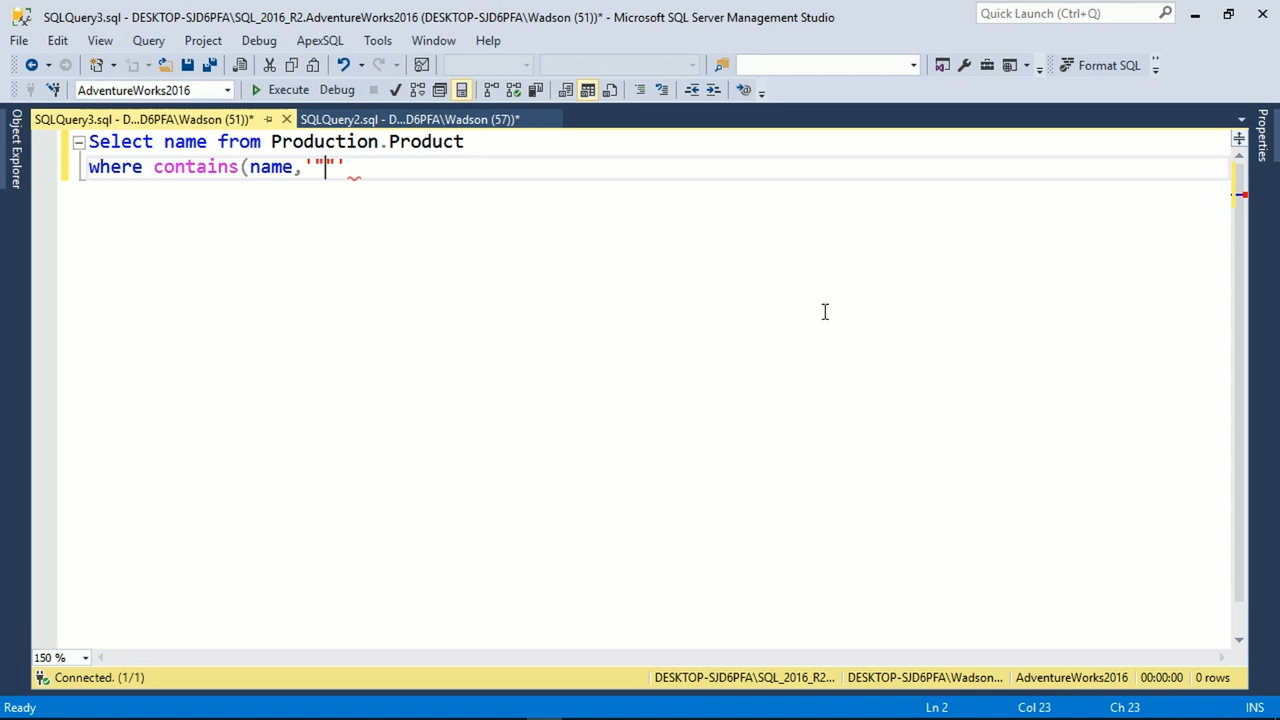 SQLQuery3.sql - DESKTOP-SJD6PFA\SQL_2016_R2.AdventureWorks2016 (DESKTOP-SJD6PFA\Wadson (51))* - Microsoft SQL Server Management Studio
Quick Launch (Ctrl+Q)
File Edit View Query Project Debug ApexSQL Tools Window Help
Format SQL
AdventureWorks2016 Execute Debug
SQLQuery3.sql - D...D6PFA\Wadson (51))* SQLQuery2.sql - D...D6PFA\Wadson (57))*
Object Explorer
Properties
Select name from Production.Product
where contains(name,'""'
150 %
Connected. (1/1) DESKTOP-SJD6PFA\SQL_2016_R2... DESKTOP-SJD6PFA\Wadson... AdventureWorks2016 00:00:00 0 rows
Ready Ln 2 Col 23 Ch 23 INS